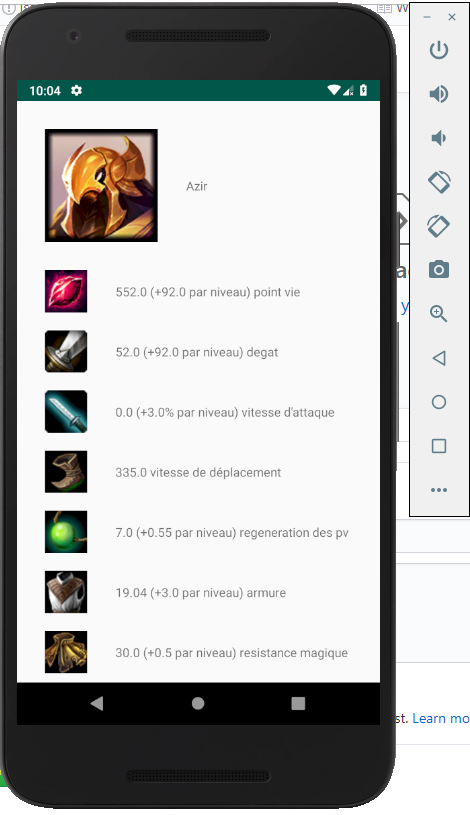 10:04
Azir
552.0 (+92.0 par niveau) point vie
52.0 (+92.0 par niveau) degat
0.0 (+3.0% par niveau) vitesse d'attaque
335.0 vitesse de déplacement
7.0 (+0.55 par niveau) regeneration des pv
19.04 (+3.0 par niveau) armure
30.0 (+0.5 par niveau) resistance magique
st. Learn mo